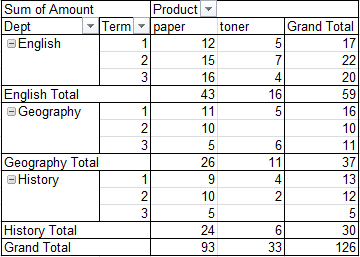 Sum of Amount Product
Dept Term paper toner Grand Total
English 1 12 5 17
2 15 7 22
3 16 4 20
English Total 43 16 59
Geography 1 11 5 16
2 10 10
3 5 6 11
Geography Total 26 11 37
History 1 9 4 13
2 10 2 12
3 5 5
History Total 24 6 30
Grand Total 93 33 126